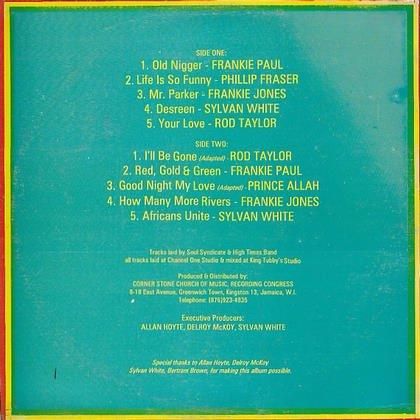 SIDE ONE:
1. Old Nigger - FRANKIE PAUL
2. Life Is So Funny - PHILLIP FRASER
3. Mr. Parker - FRANKIE JONES
4. Desreen - SYLVAN WHITE
5. Your Love - ROD TAYLOR
SIDE TWO:
1. I'll Be Gone (Adapted) - ROD TAYLOR
2. Red, Gold & Green - FRANKIE PAUL
3. Good Night My Love (Adapted) - PRINCE ALLAH
4. How Many More Rivers - FRANKIE JONES
5. Africans Unite - SYLVAN WHITE
Tracks laid by Soul Syndicate & High Times Band
all tracks laid at Channel One Studio & mixed at King Tubby's Studio
Produced & Distributed by:
CORNER STONE CHURCH OF MUSIC, RECORDING CONGRESS
8-18 East Avenue, Greenwich Town, Kingston 13, Jamaica, W.I.
Telephone: (876)923-4835
Executive Producers:
ALLAN HOYTE, DELROY McKOY, SYLVAN WHITE
Special thanks to Allan Hoyte, Delroy McKoy
Sylvan White, Bertram Brown, for making this album possible.